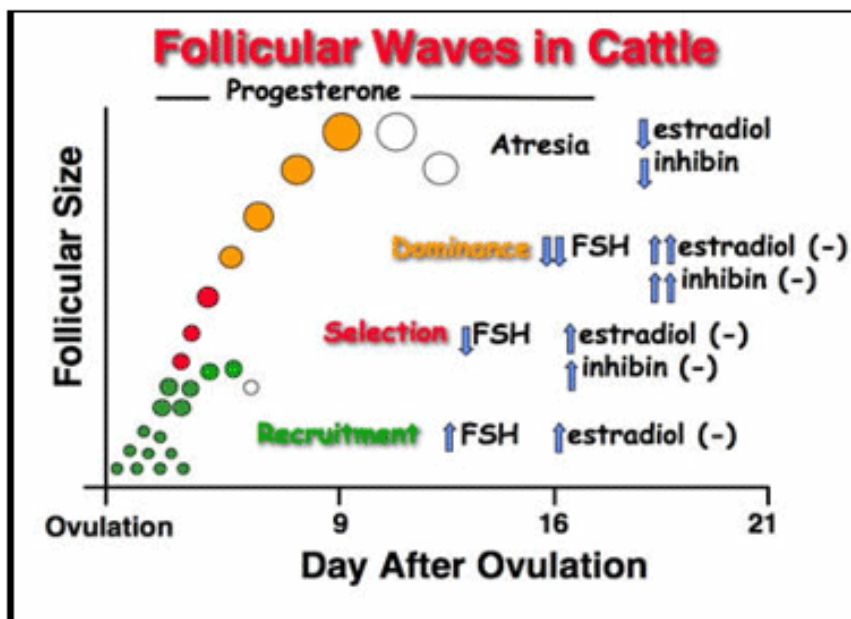 Follicular Waves in Cattle
Progesterone
Follicular Size
Atresia ↓estradiol
↓inhibin
Dominance ↓↓ FSH ↑↑estradiol (-)
↑↑inhibin (-)
Selection ↓FSH ↑estradiol (-)
↑inhibin (-)
Recruitment ↑FSH ↑estradiol (-)
Ovulation 9 16 21
Day After Ovulation